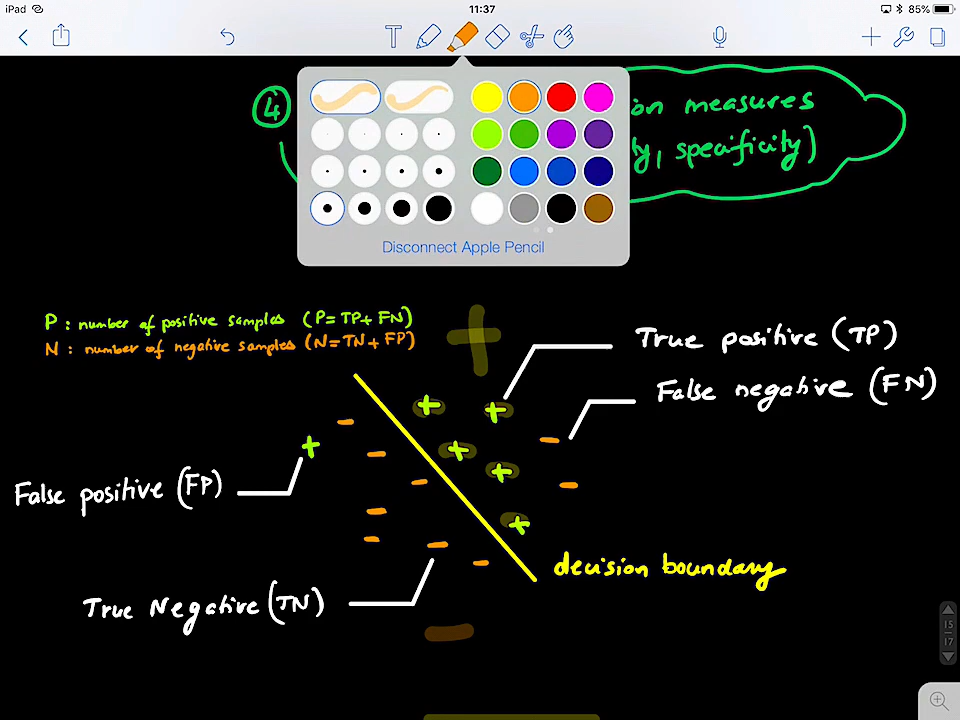 iPad 11:37 85%
4
on measures
ty, specificity)
Disconnect Apple Pencil
P : number of positive samples (P=TP+FN)
N : number of negative samples (N=TN+FP)
True positive (TP)
False negative (FN)
False positive (FP)
decision boundary
True Negative (TN)
15
17